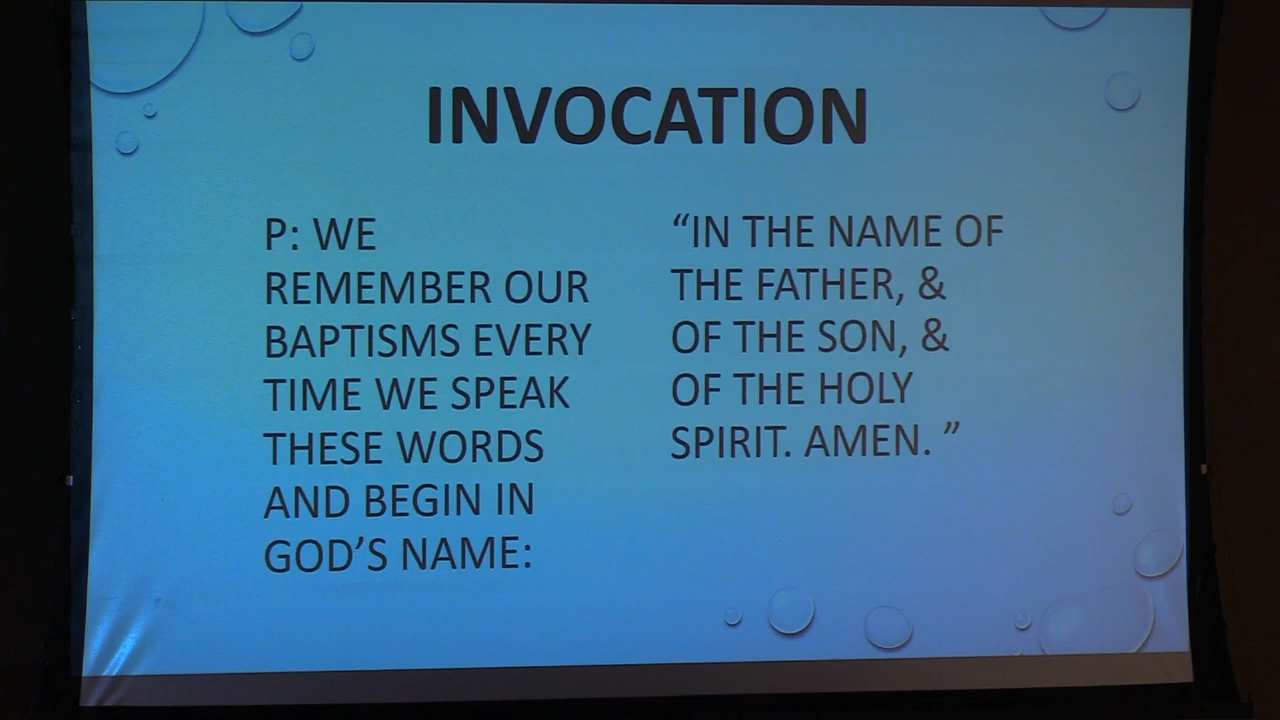 INVOCATION
P: WE
REMEMBER OUR
BAPTISMS EVERY
TIME WE SPEAK
THESE WORDS
AND BEGIN IN
GOD’S NAME:
“IN THE NAME OF
THE FATHER, &
OF THE SON, &
OF THE HOLY
SPIRIT. AMEN. ”